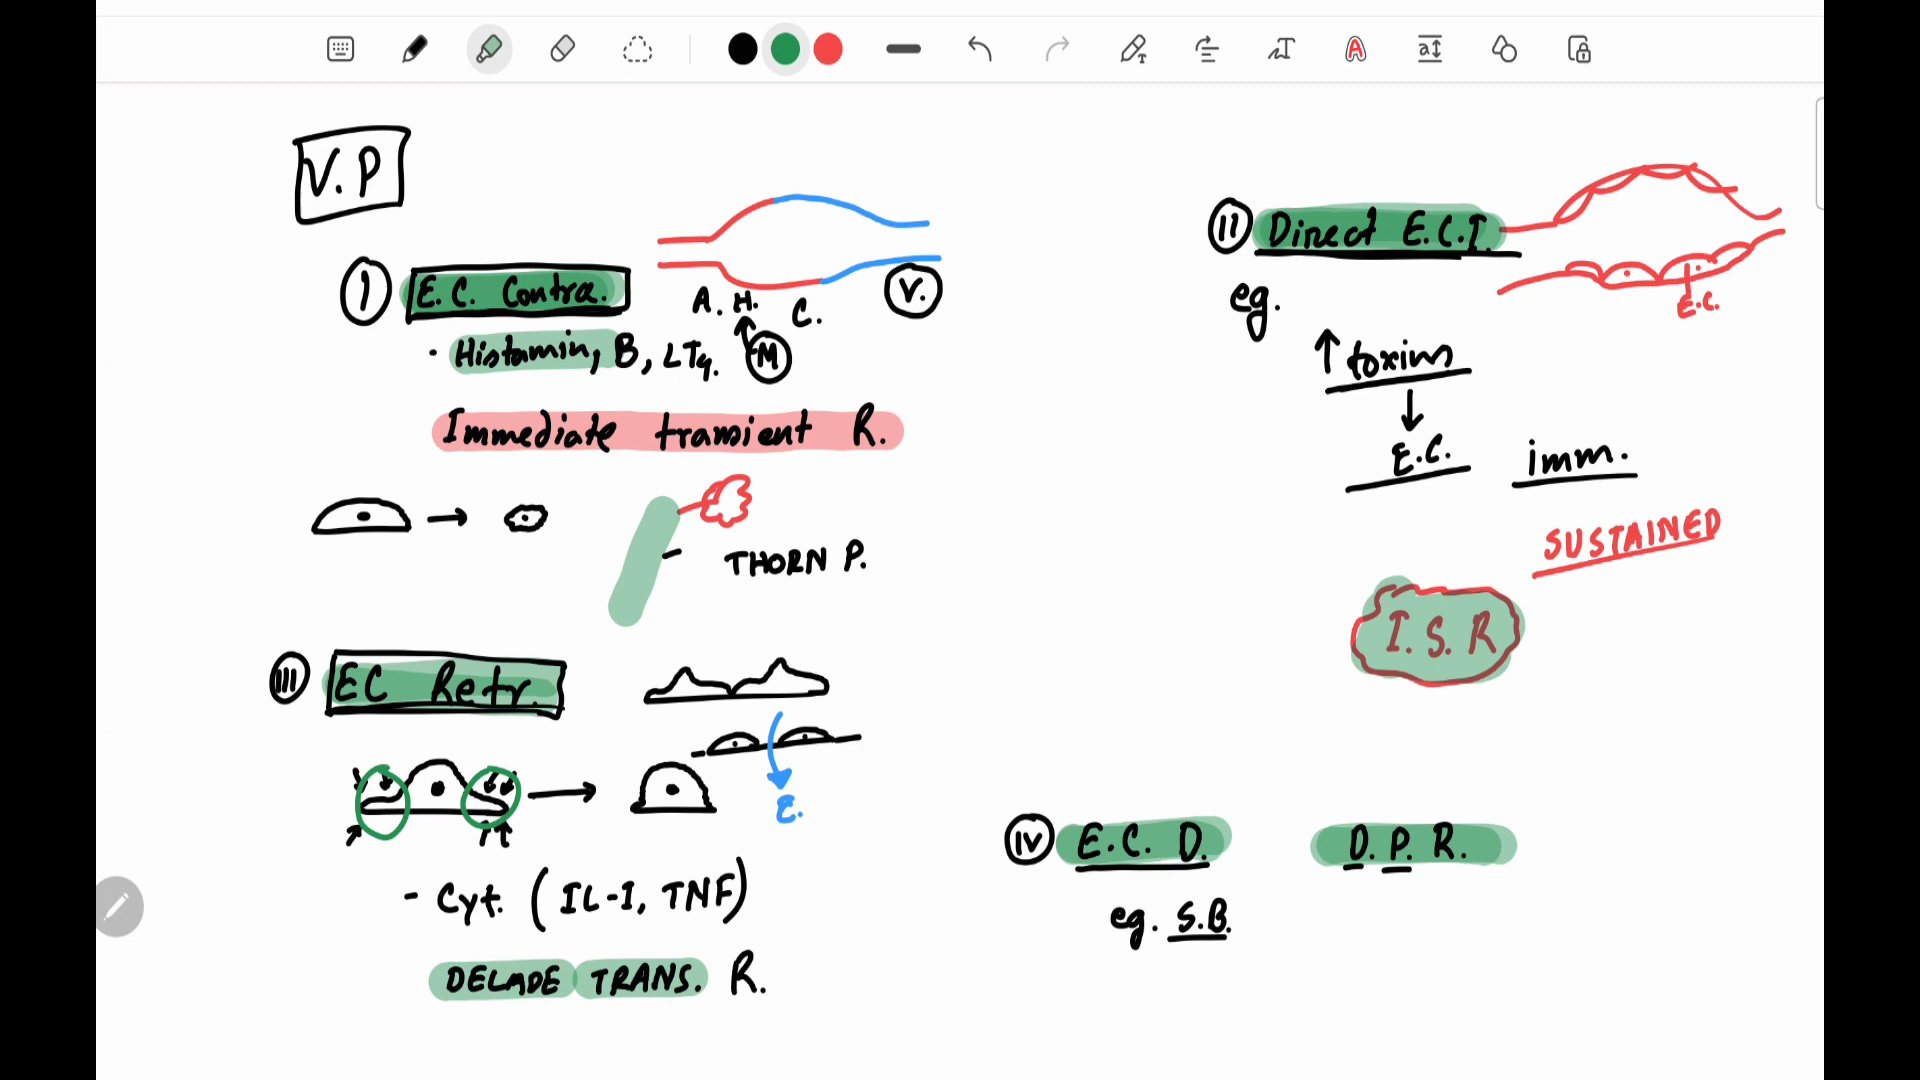 V.P
I E.C. Contra.
A. H. C. V.
· Histamin, B, LT4. M
Immediate transient R.
- THORN P.
II Direct E.C.I.
E.C.
eg.
↑ toxins
↓
E.C. imm.
SUSTAINED
I.S.R
III EC Retr.
E.
- Cyt. (IL-1, TNF)
DELADE TRANS. R.
IV E.C. D. D.P.R.
eg. S.B.